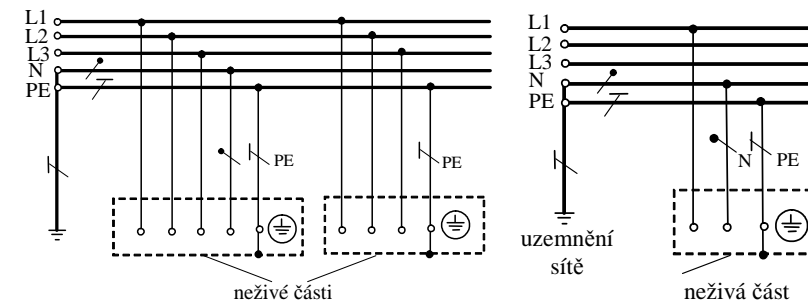 L1
L2
L3
N
PE
PE
PE
neživé části
L1
L2
L3
N
PE
N
PE
uzemnění
sítě
neživá část